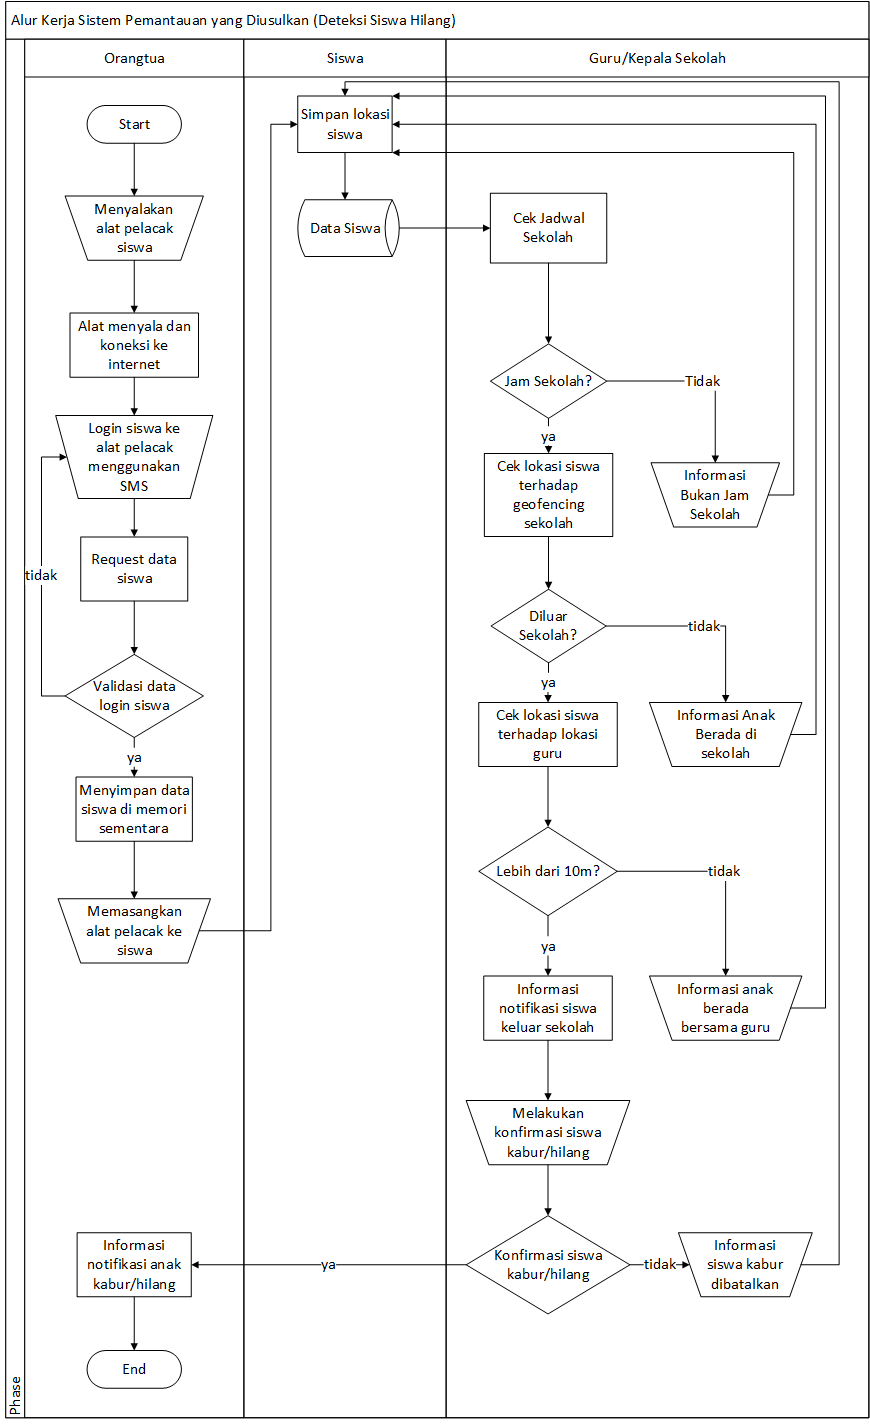 Alur Kerja Sistem Pemantauan yang Diusulkan (Deteksi Siswa Hilang)
Orangtua
Siswa
Guru/Kepala Sekolah
Start
Menyalakan
alat pelacak
siswa
Alat menyala dan
koneksi ke
internet
Login siswa ke
alat pelacak
menggunakan
SMS
Request data
siswa
tidak
Validasi data
login siswa
ya
Menyimpan data
siswa di memori
sementara
Memasangkan
alat pelacak ke
siswa
Simpan lokasi
siswa
Data Siswa
Cek Jadwal
Sekolah
Jam Sekolah?
Tidak
ya
Informasi
Bukan Jam
Sekolah
Cek lokasi siswa
terhadap
geofencing
sekolah
Diluar
Sekolah?
tidak
ya
Informasi Anak
Berada di
sekolah
Cek lokasi siswa
terhadap lokasi
guru
Lebih dari 10m?
tidak
ya
Informasi anak
berada
bersama guru
Informasi
notifikasi siswa
keluar sekolah
Melakukan
konfirmasi siswa
kabur/hilang
Konfirmasi siswa
kabur/hilang
tidak
Informasi
siswa kabur
dibatalkan
ya
Informasi
notifikasi anak
kabur/hilang
End
Phase